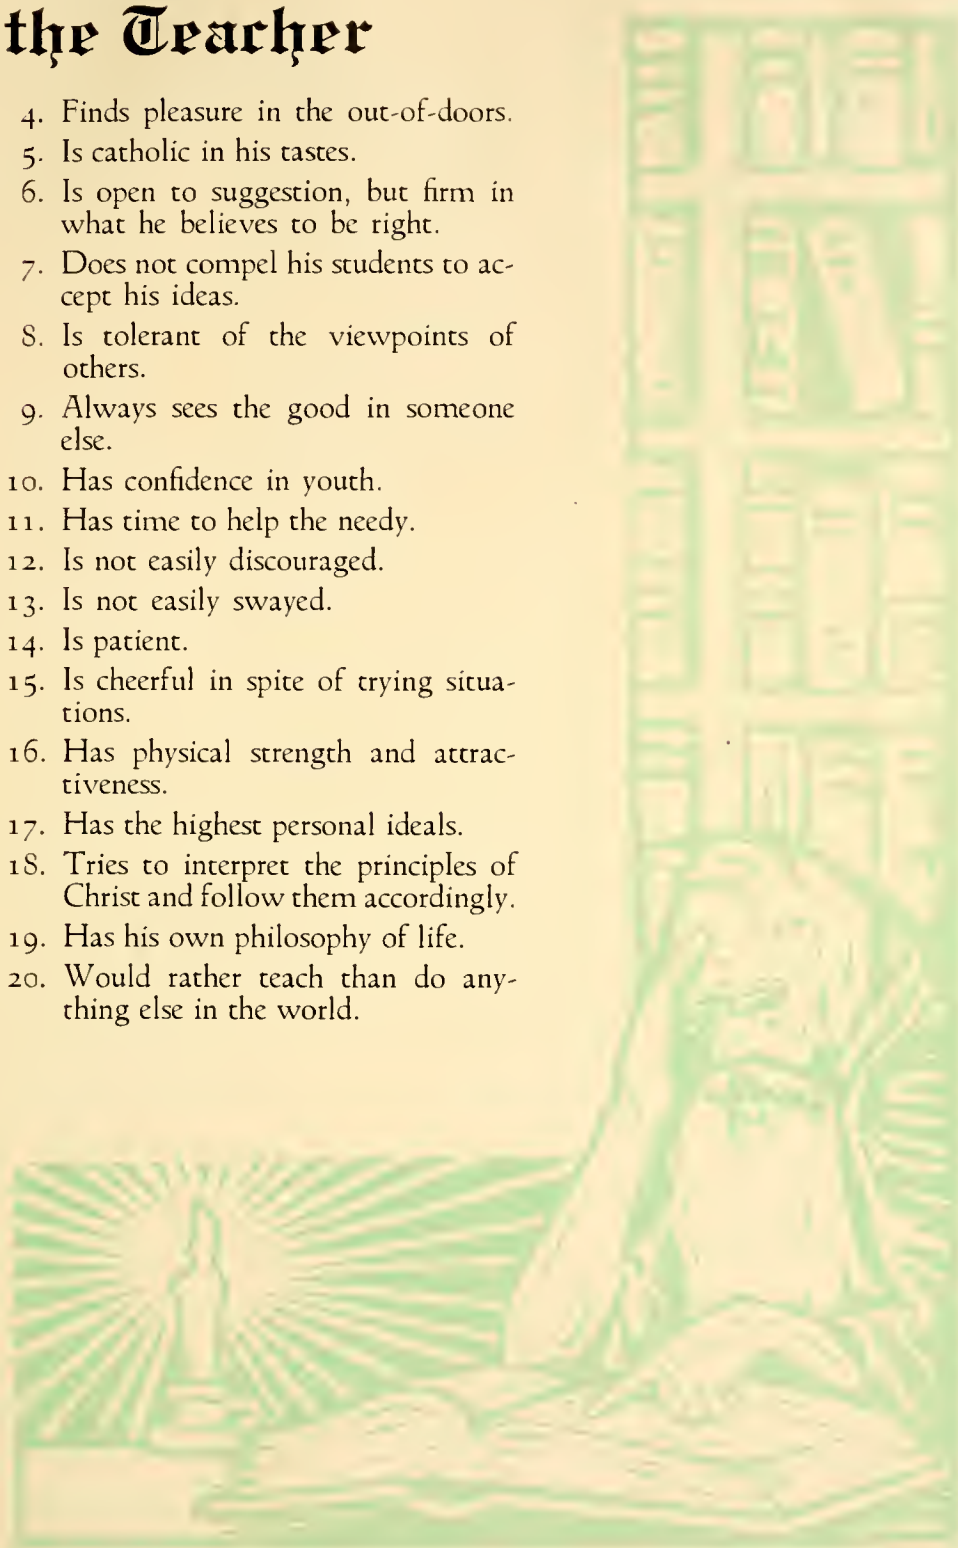 the Teacher
4. Finds pleasure in the out-of-doors.
5. Is catholic in his tastes.
6. Is open to suggestion, but firm in
what he believes to be right.
7. Does not compel his students to ac-
cept his ideas.
8. Is tolerant of the viewpoints of
others.
9. Always sees the good in someone
else.
10. Has confidence in youth.
11. Has time to help the needy.
12. Is not easily discouraged.
13. Is not easily swayed.
14. Is patient.
15. Is cheerful in spite of trying situa-
tions.
16. Has physical strength and attrac-
tiveness.
17. Has the highest personal ideals.
18. Tries to interpret the principles of
Christ and follow them accordingly.
19. Has his own philosophy of life.
20. Would rather teach than do any-
thing else in the world.